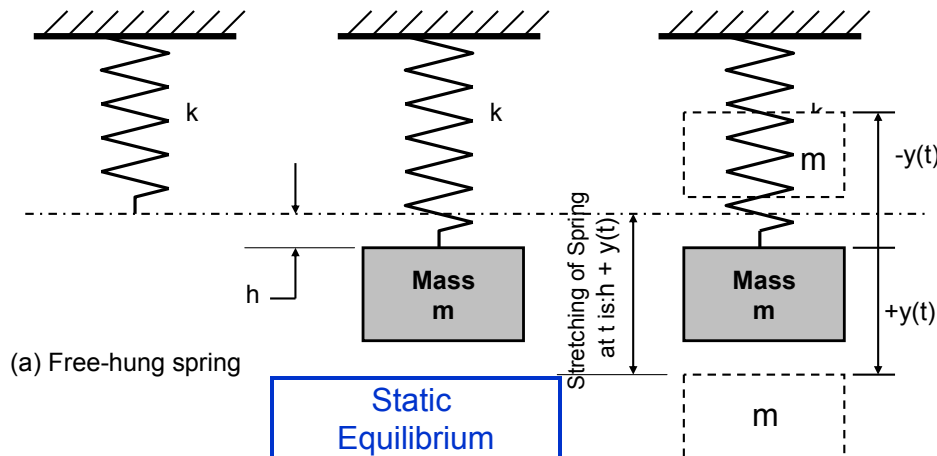 k
k
k
m
-y(t)
Stretching of Spring
at t is:h + y(t)
h
Mass
m
Mass
m
+y(t)
(a) Free-hung spring
Static
Equilibrium
m